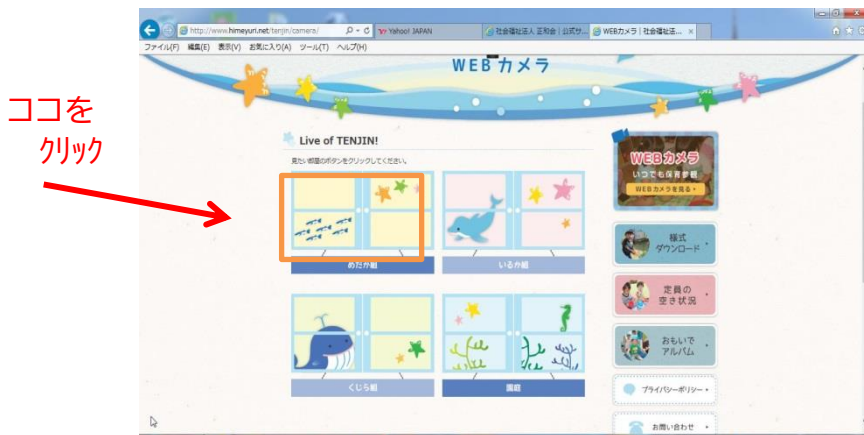 http://www.himeyuri.net/tenjin/camera/
Yahoo! JAPAN
社会福祉法人 正和会 | 公式サ...
WEBカメラ | 社会福祉法...
ファイル(F) 編集(E) 表示(V) お気に入り(A) ツール(T) ヘルプ(H)
WEBカメラ
ココを
クリック
Live of TENJIN!
見たい部屋のボタンをクリックしてください。
めだか組
いるか組
くじら組
園庭
WEBカメラ
いつでも保育参観
WEBカメラを見る
様式
ダウンロード
定員の
空き状況
おもいで
アルバム
プライバシーポリシー
お問い合わせ